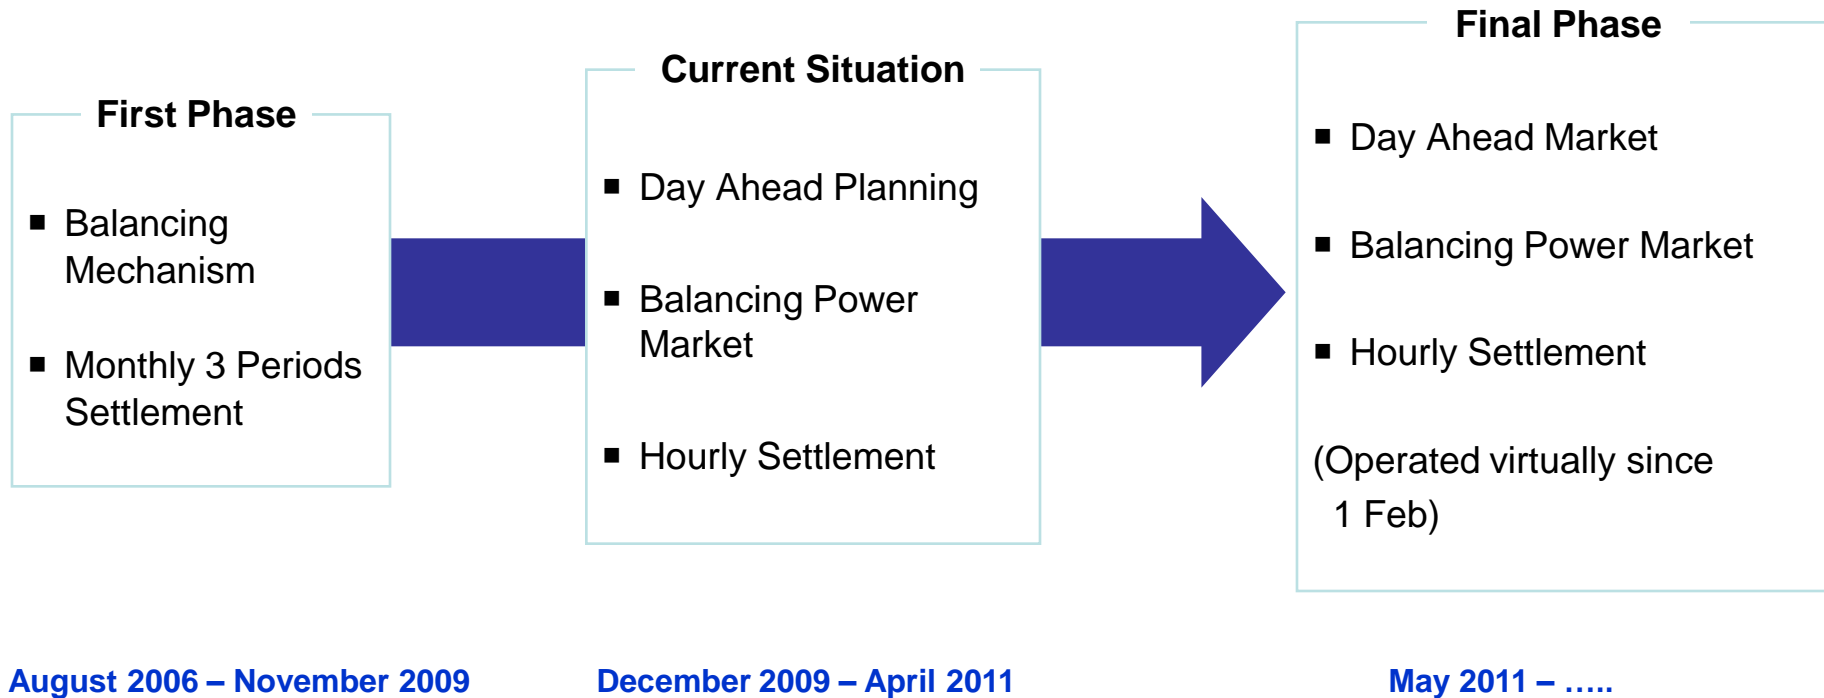 First Phase
■ Balancing
Mechanism
■ Monthly 3 Periods
Settlement
August 2006 – November 2009
Current Situation
■ Day Ahead Planning
■ Balancing Power
Market
■ Hourly Settlement
December 2009 – April 2011
Final Phase
■ Day Ahead Market
■ Balancing Power Market
■ Hourly Settlement
(Operated virtually since
1 Feb)
May 2011 – …..